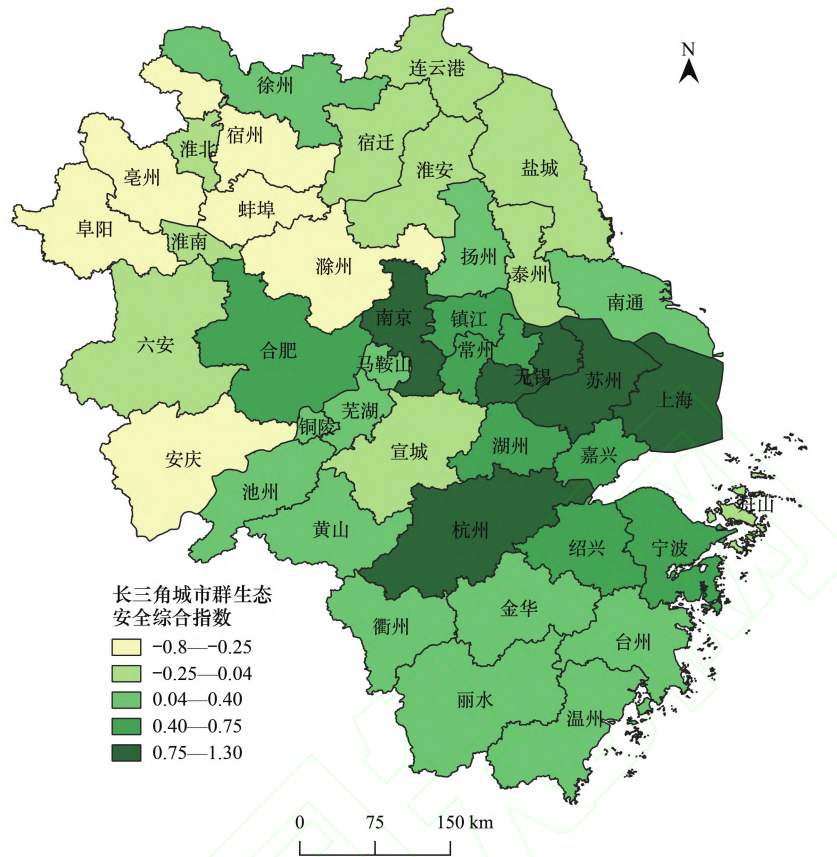 N
连云港
徐州
宿州
淮北
宿迁
淮安
盐城
亳州
蚌埠
阜阳
淮南
滁州
扬州
泰州
南通
南京
镇江
常州
六安
合肥
马鞍山
无锡
苏州
上海
芜湖
铜陵
宣城
湖州
嘉兴
安庆
池州
黄山
杭州
舟山
绍兴
宁波
衢州
金华
台州
丽水
温州
长三角城市群生态
安全综合指数
-0.8—-0.25
-0.25—0.04
0.04—0.40
0.40—0.75
0.75—1.30
0 75 150 km